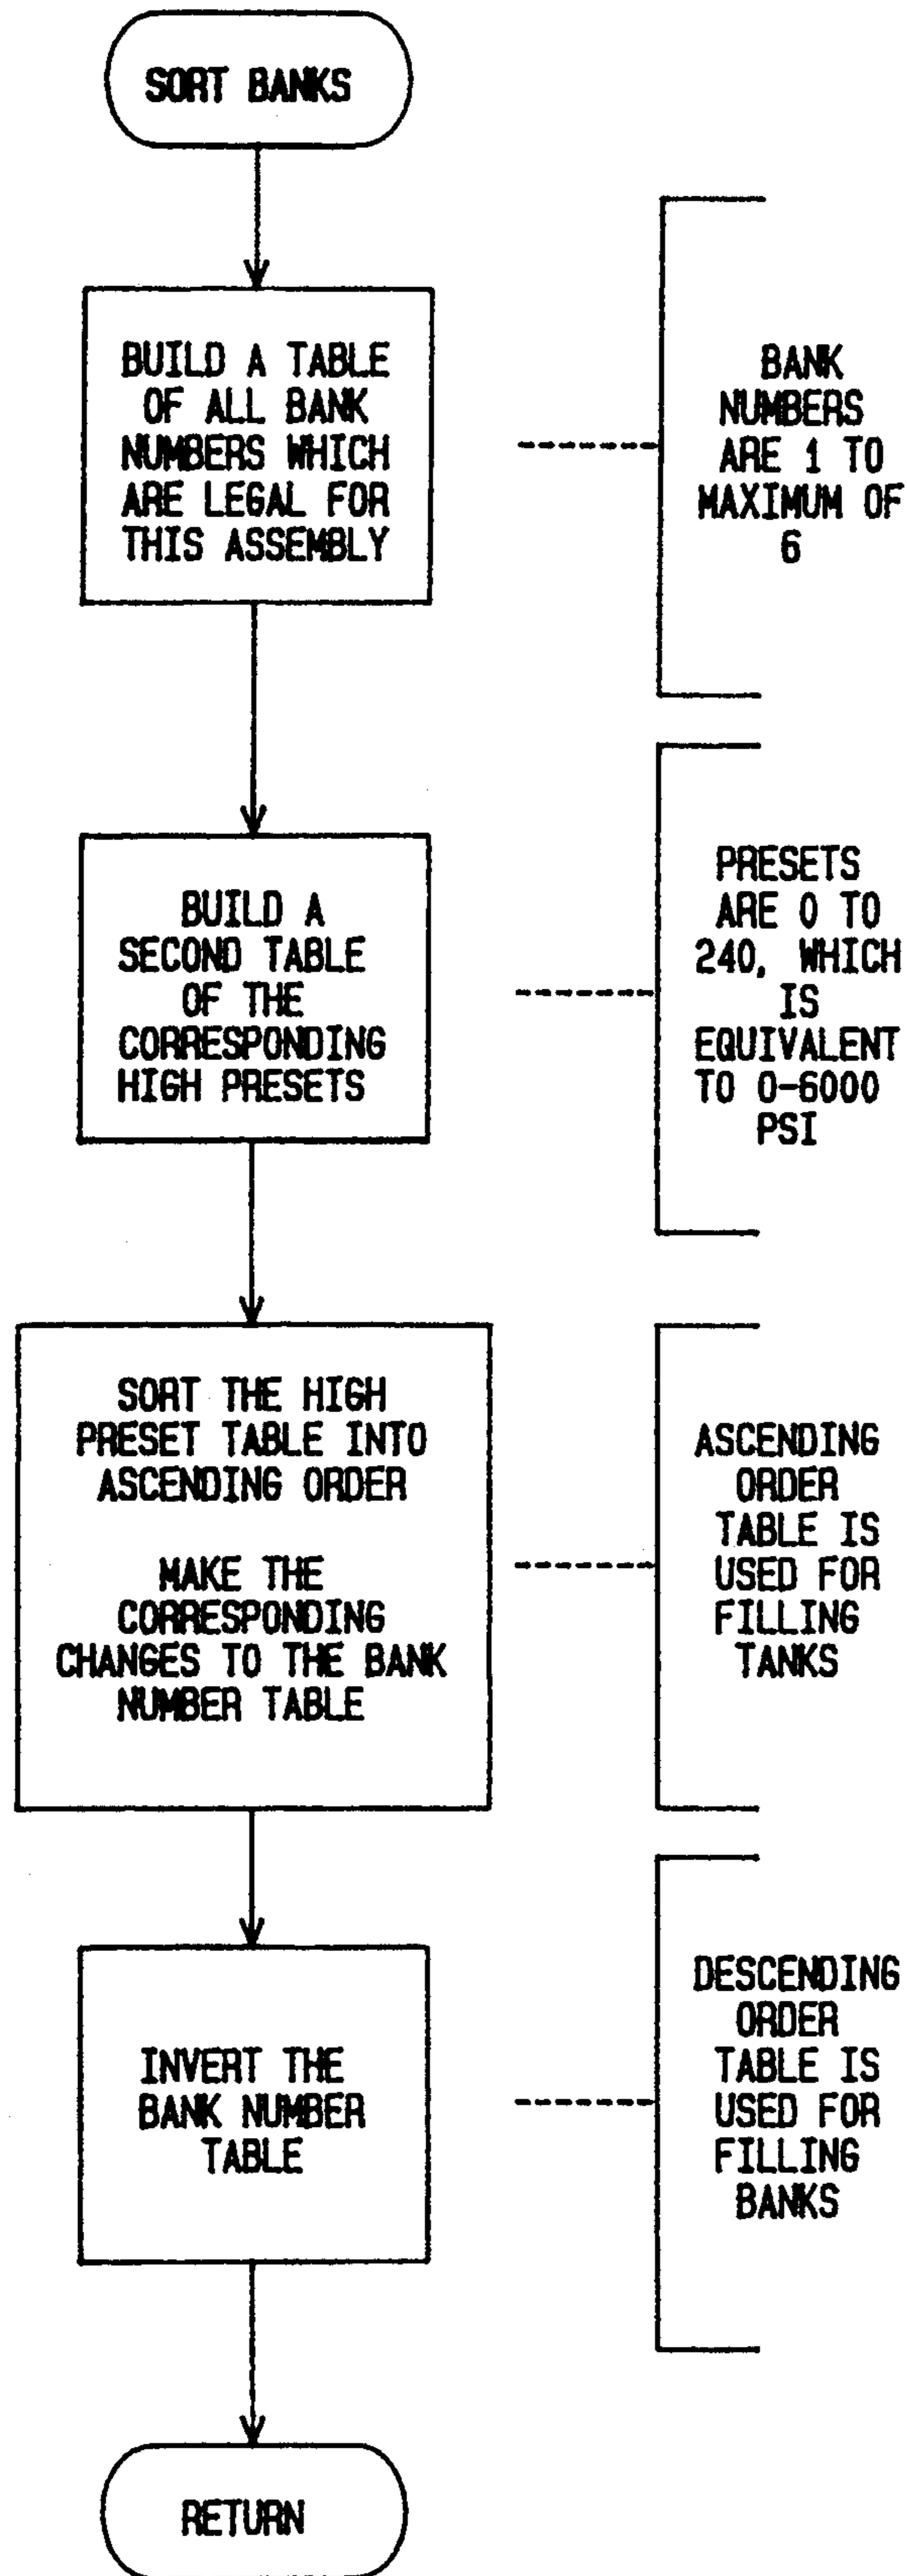 SORT BANKS
BUILD A TABLE
OF ALL BANK
NUMBERS WHICH
ARE LEGAL FOR
THIS ASSEMBLY
BANK
NUMBERS
ARE 1 TO
MAXIMUM OF
6
BUILD A
SECOND TABLE
OF THE
CORRESPONDING
HIGH PRESETS
PRESETS
ARE 0 TO
240, WHICH
IS
EQUIVALENT
TO 0-6000
PSI
SORT THE HIGH
PRESET TABLE INTO
ASCENDING ORDER
MAKE THE
CORRESPONDING
CHANGES TO THE BANK
NUMBER TABLE
ASCENDING
ORDER
TABLE IS
USED FOR
FILLING
TANKS
INVERT THE
BANK NUMBER
TABLE
DESCENDING
ORDER
TABLE IS
USED FOR
FILLING
BANKS
RETURN